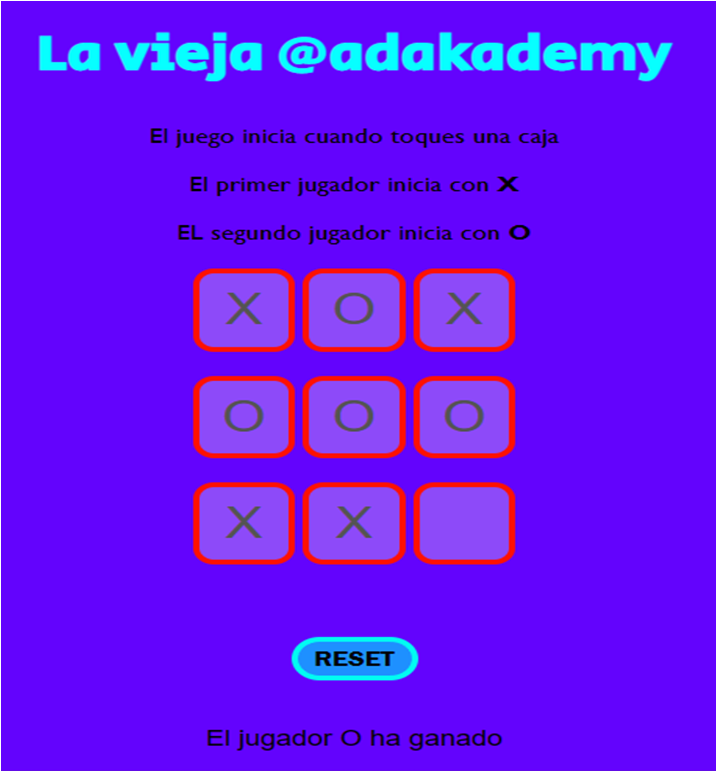 La vieja @adakademy
El juego inicia cuando toques una caja
El primer jugador inicia con X
EL segundo jugador inicia con O
X O X
O O O
X X
RESET
El jugador O ha ganado